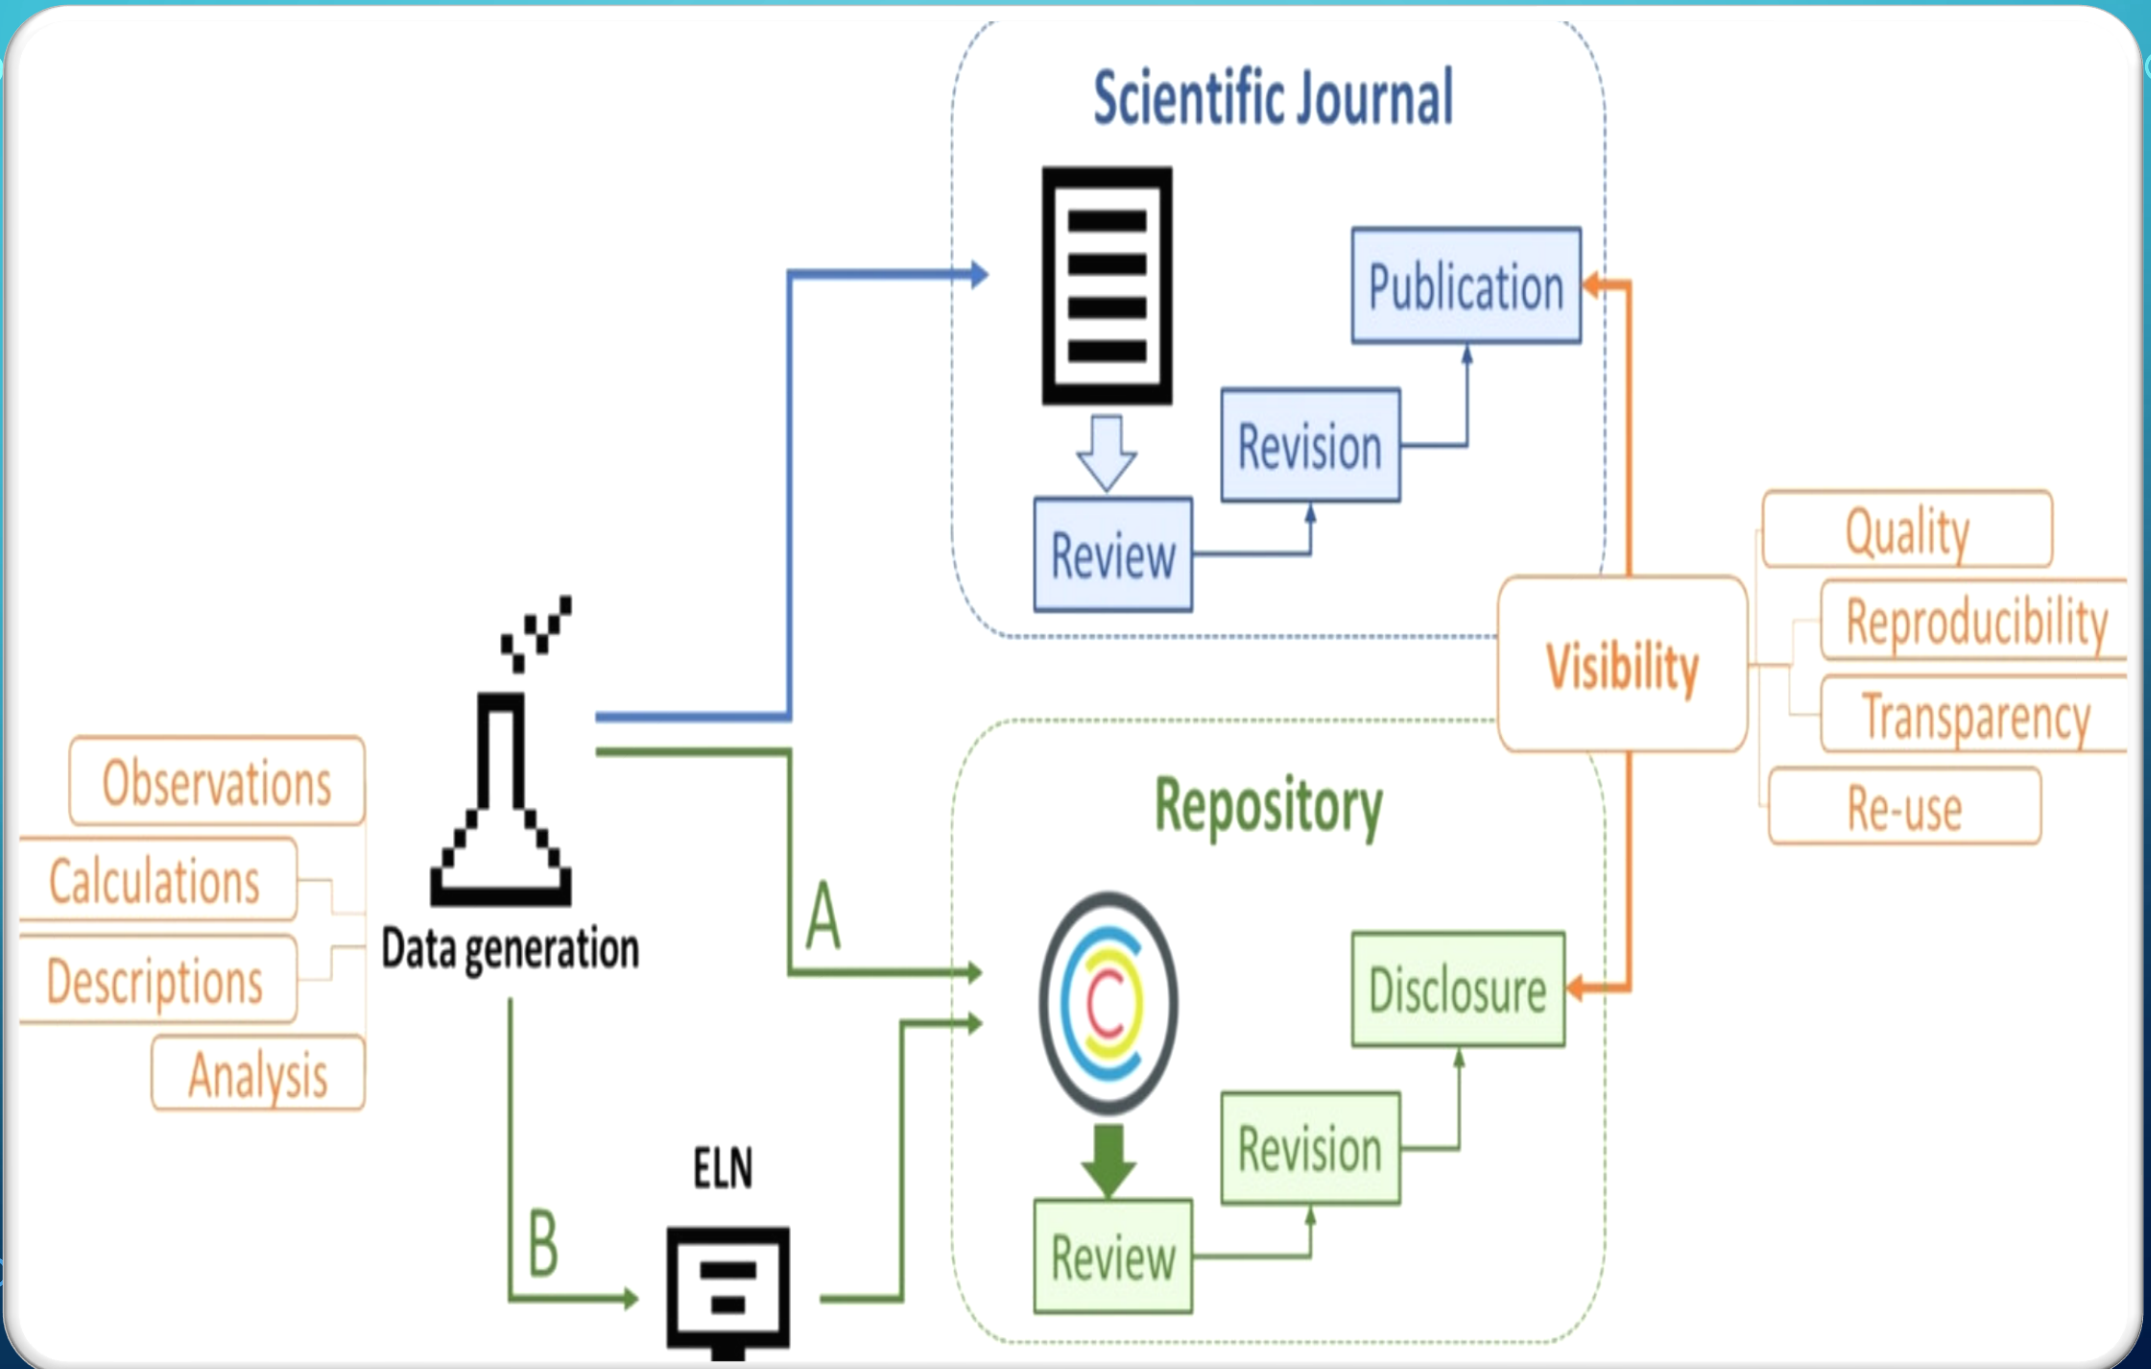 Scientific Journal
Publication
Revision
Review
Visibility
Quality
Reproducibility
Transparency
Re-use
Observations
Calculations
Descriptions
Analysis
Data generation
A
B
ELN
Repository
Disclosure
Revision
Review